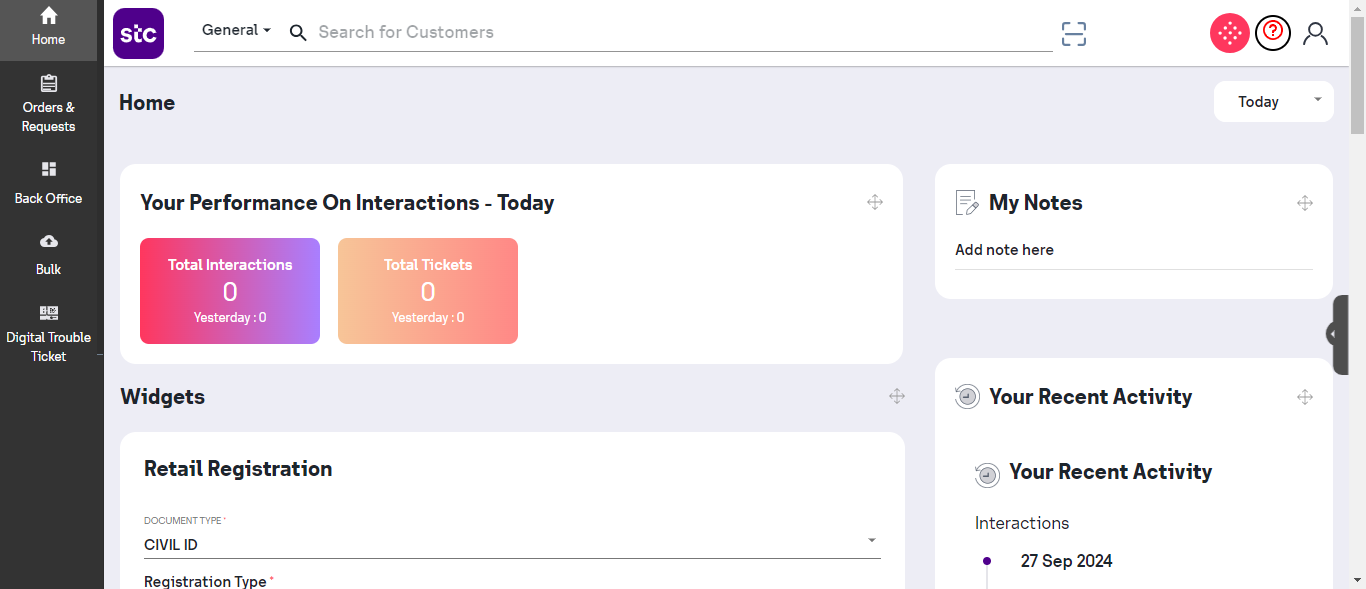 Home
Orders &
Requests
Back Office
Bulk
Digital Trouble
Ticket
stc
General
Search for Customers
?
Home
Today
Your Performance On Interactions - Today
Total Interactions
0
Yesterday : 0
Total Tickets
0
Yesterday : 0
My Notes
Add note here
Widgets
Retail Registration
DOCUMENT TYPE *
CIVIL ID
Registration Type *
Your Recent Activity
Your Recent Activity
Interactions
27 Sep 2024